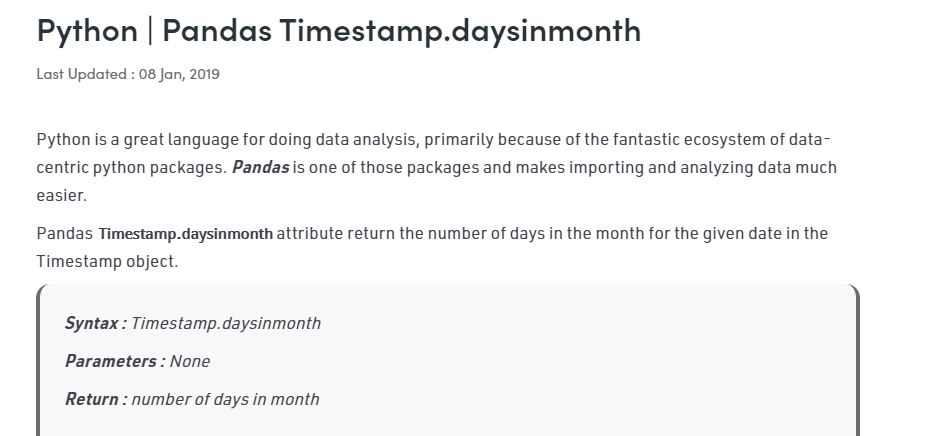 Python | Pandas Timestamp.daysinmonth
Last Updated : 08 Jan, 2019
Python is a great language for doing data analysis, primarily because of the fantastic ecosystem of data-
centric python packages. Pandas is one of those packages and makes importing and analyzing data much
easier.
Pandas Timestamp.daysinmonth attribute return the number of days in the month for the given date in the
Timestamp object.
Syntax : Timestamp.daysinmonth
Parameters : None
Return : number of days in month